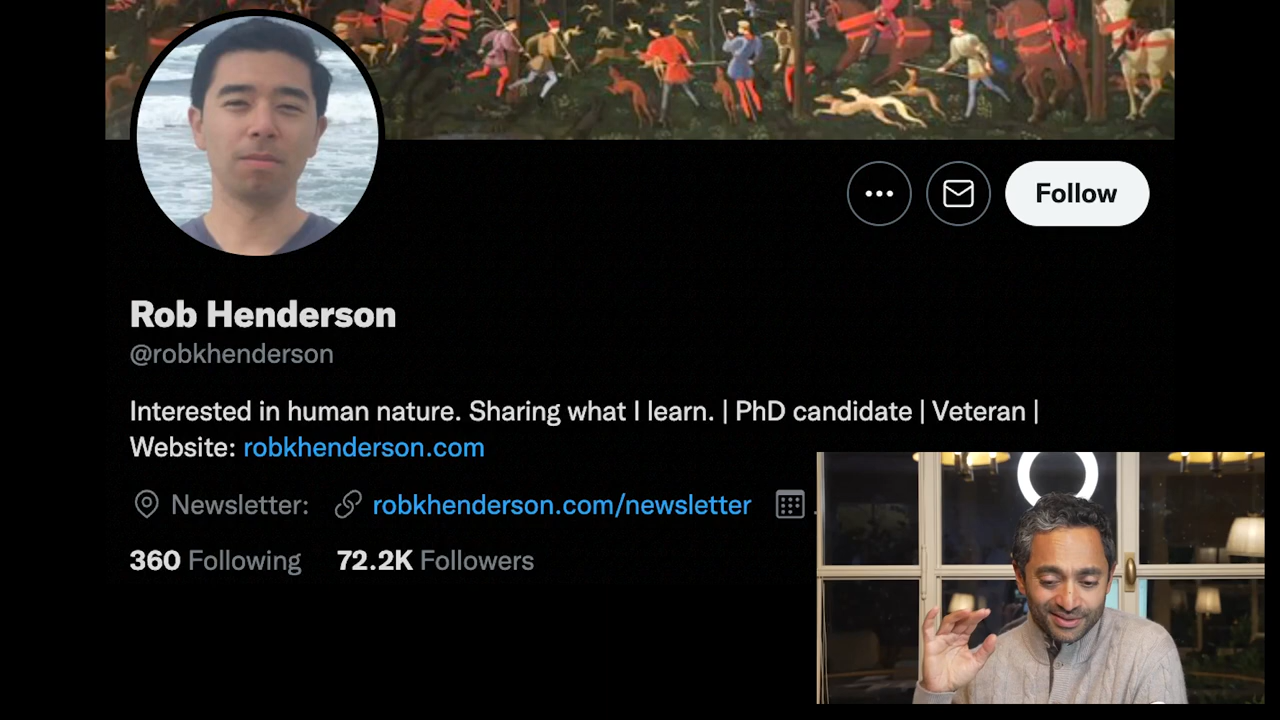 Follow
Rob Henderson
@robkhenderson
Interested in human nature. Sharing what I learn. | PhD candidate | Veteran |
Website: robkhenderson.com
Newsletter: robkhenderson.com/newsletter
360 Following 72.2K Followers